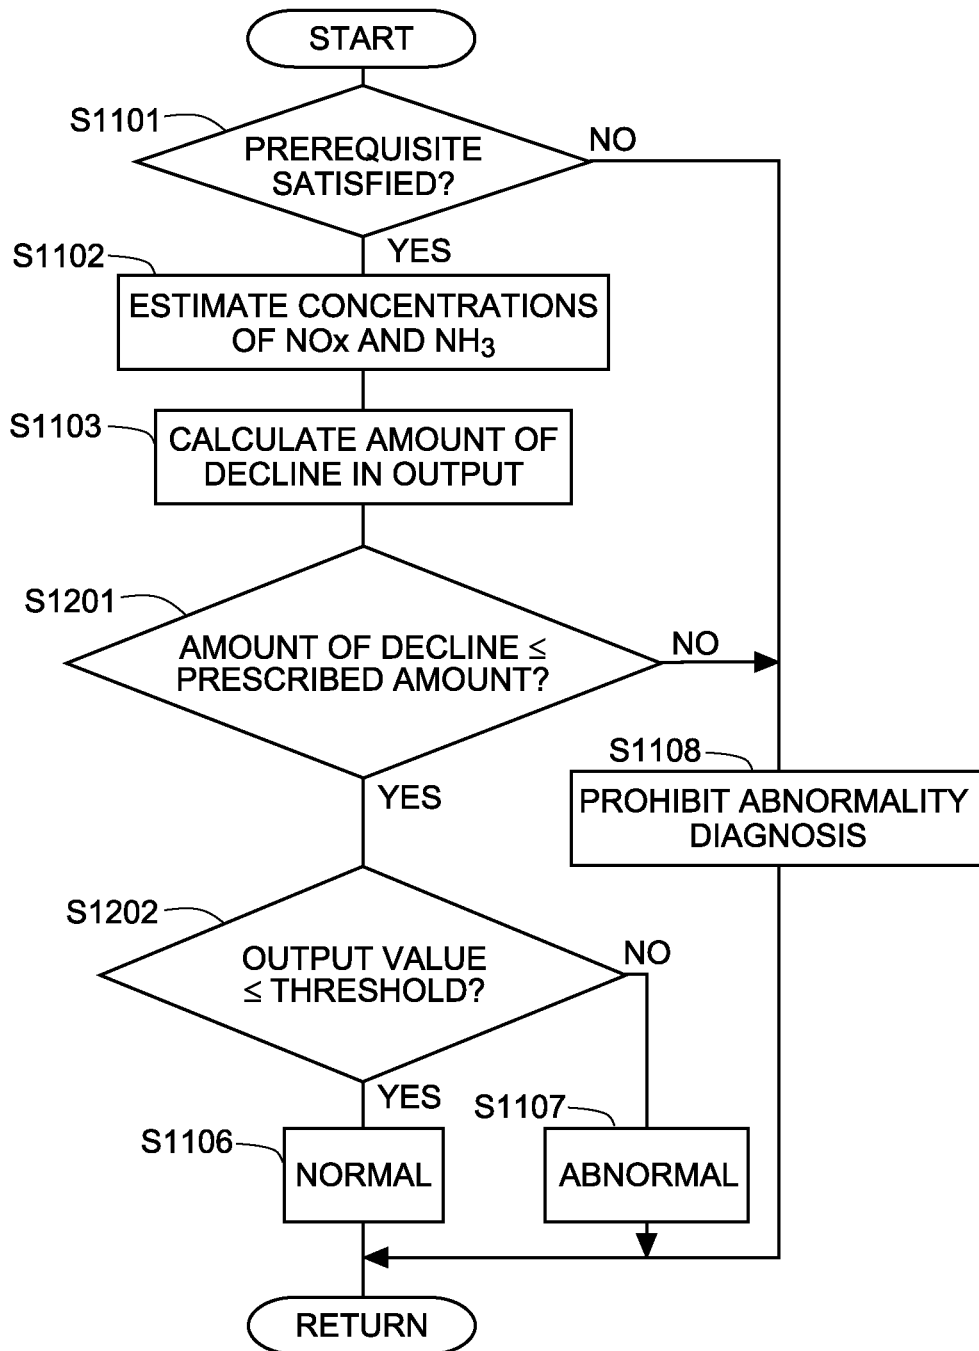 START
S1101
PREREQUISITE
SATISFIED?
NO
YES
S1102
ESTIMATE CONCENTRATIONS
OF NOx AND NH₃
S1103
CALCULATE AMOUNT OF
DECLINE IN OUTPUT
S1201
AMOUNT OF DECLINE ≤
PRESCRIBED AMOUNT?
NO
YES
S1108
PROHIBIT ABNORMALITY
DIAGNOSIS
S1202
OUTPUT VALUE
≤ THRESHOLD?
NO
YES
S1106
NORMAL
S1107
ABNORMAL
RETURN